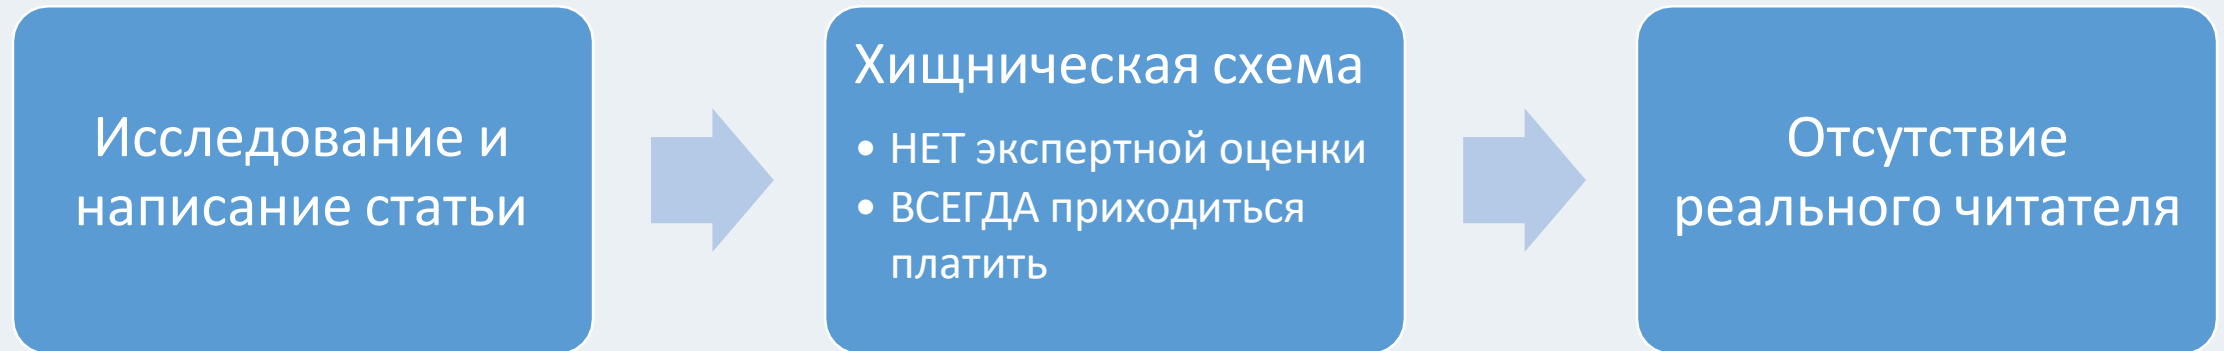 Исследование и
написание статьи
Хищническая схема
• НЕТ экспертной оценки
• ВСЕГДА приходиться
платить
Отсутствие
реального читателя